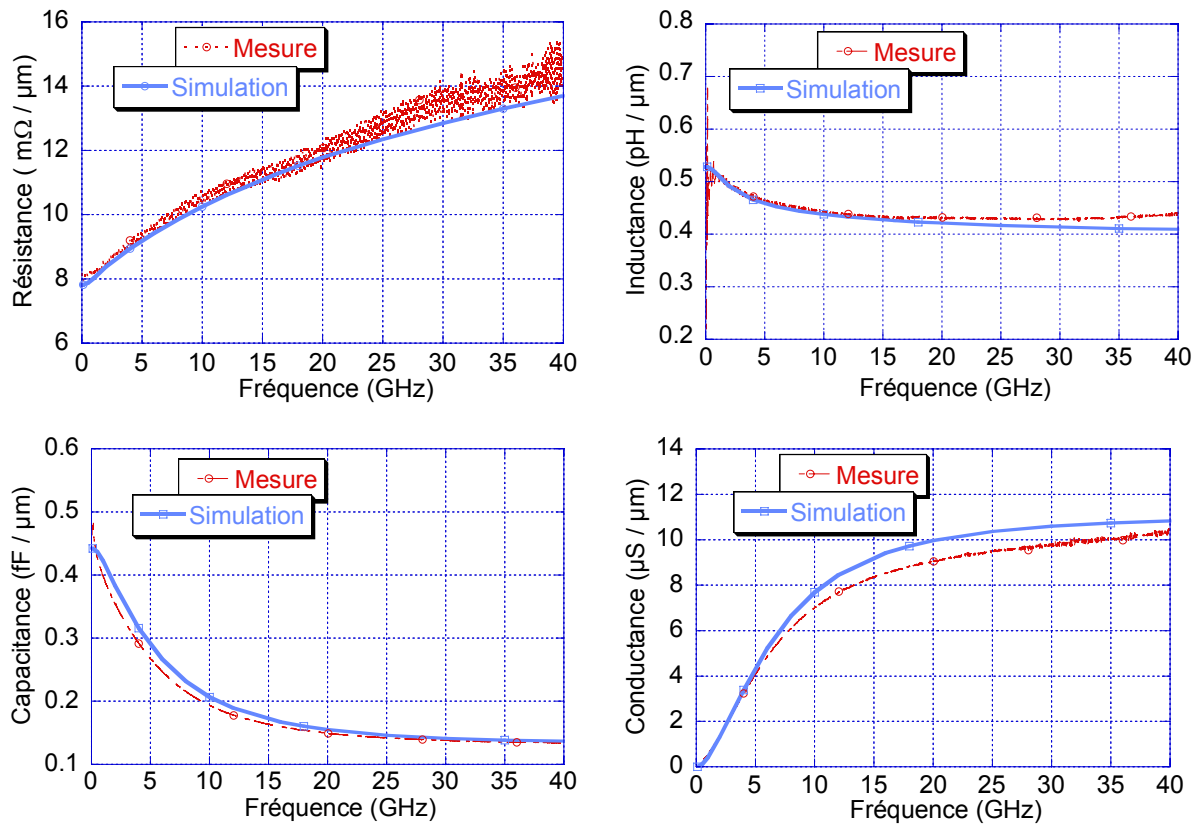 16
14
12
10
8
6
Résistance ( mΩ / µm)
Mesure
Simulation
0 5 10 15 20 25 30 35 40
Fréquence (GHz)
0.8
0.7
0.6
0.5
0.4
0.3
0.2
Inductance (pH / µm)
Mesure
Simulation
0 5 10 15 20 25 30 35 40
Fréquence (GHz)
0.6
0.5
0.4
0.3
0.2
0.1
Capacitance (fF / µm)
Mesure
Simulation
0 5 10 15 20 25 30 35 40
Fréquence (GHz)
14
12
10
8
6
4
2
0
Conductance (µS / µm)
Mesure
Simulation
0 5 10 15 20 25 30 35 40
Fréquence (GHz)